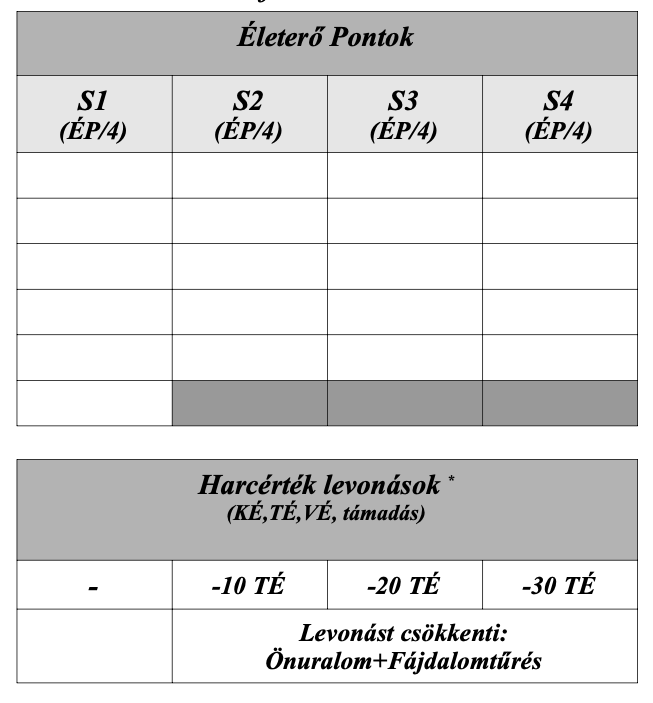 Életerő Pontok
S1 S2 S3 S4
(ÉP/4) (ÉP/4) (ÉP/4) (ÉP/4)
Harcérték levonások *
(KÉ,TÉ,VÉ, támadás)
- -10 TÉ -20 TÉ -30 TÉ
Levonást csökkenti:
Önuralom+Fájdalomtűrés